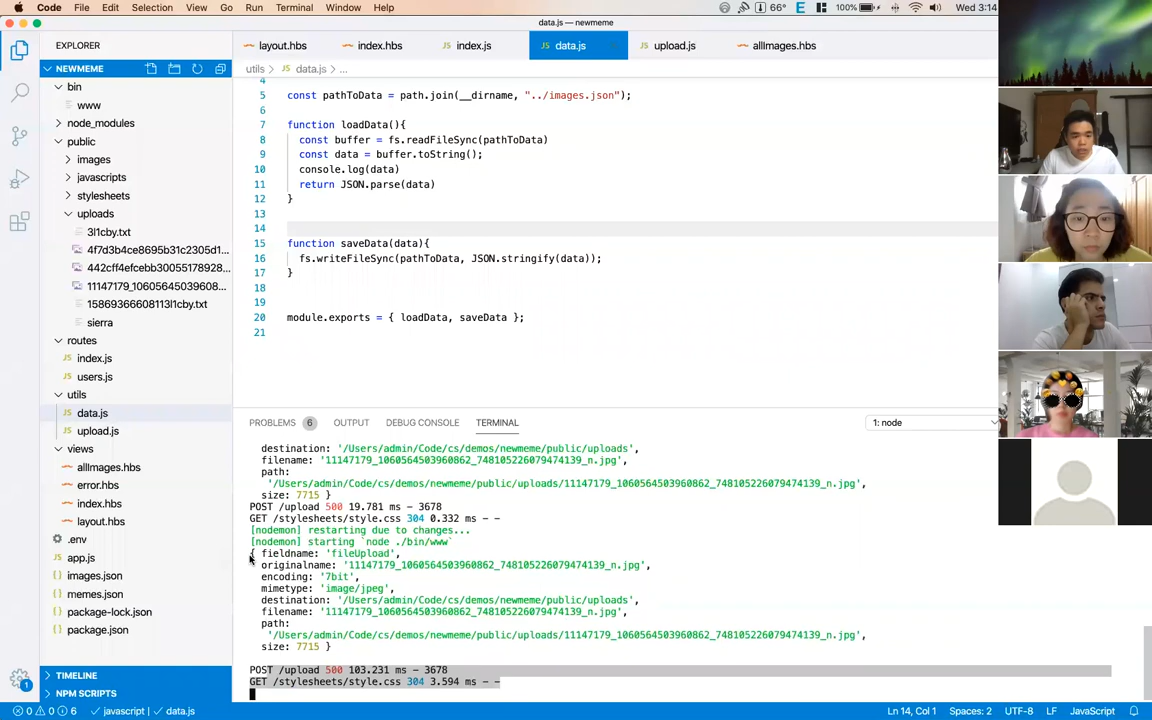 Code File Edit Selection View Go Run Terminal Window Help 66° 100% Wed 3:14
data.js — newmeme
EXPLORER
layout.hbs index.hbs index.js data.js upload.js allImages.hbs
NEWMEME
utils > data.js > ...
bin
www
node_modules
public
images
javascripts
stylesheets
uploads
3l1cby.txt
4f7d3b4ce8695b31c2305d1...
442cff4efcebb30055178928...
11147179_10605645039608...
15869366608113l1cby.txt
sierra
routes
index.js
users.js
utils
data.js
upload.js
views
allImages.hbs
error.hbs
index.hbs
layout.hbs
.env
app.js
images.json
memes.json
package-lock.json
package.json
TIMELINE
NPM SCRIPTS
4
5 const pathToData = path.join(__dirname, "../images.json");
6
7 function loadData(){
8 const buffer = fs.readFileSync(pathToData)
9 const data = buffer.toString();
10 console.log(data)
11 return JSON.parse(data)
12 }
13
14
15 function saveData(data){
16 fs.writeFileSync(pathToData, JSON.stringify(data));
17 }
18
19
20 module.exports = { loadData, saveData };
21
PROBLEMS 6 OUTPUT DEBUG CONSOLE TERMINAL 1: node
destination: '/Users/admin/Code/cs/demos/newmeme/public/uploads',
filename: '11147179_1060564503960862_748105226079474139_n.jpg',
path:
'/Users/admin/Code/cs/demos/newmeme/public/uploads/11147179_1060564503960862_748105226079474139_n.jpg',
size: 7715 }
POST /upload 500 19.781 ms - 3678
GET /stylesheets/style.css 304 0.332 ms - -
[nodemon] restarting due to changes...
[nodemon] starting `node ./bin/www`
{ fieldname: 'fileUpload',
originalname: '11147179_1060564503960862_748105226079474139_n.jpg',
encoding: '7bit',
mimetype: 'image/jpeg',
destination: '/Users/admin/Code/cs/demos/newmeme/public/uploads',
filename: '11147179_1060564503960862_748105226079474139_n.jpg',
path:
'/Users/admin/Code/cs/demos/newmeme/public/uploads/11147179_1060564503960862_748105226079474139_n.jpg',
size: 7715 }
POST /upload 500 103.231 ms - 3678
GET /stylesheets/style.css 304 3.594 ms - -
1
0 0 6 javascript | data.js Ln 14, Col 1 Spaces: 2 UTF-8 LF JavaScript